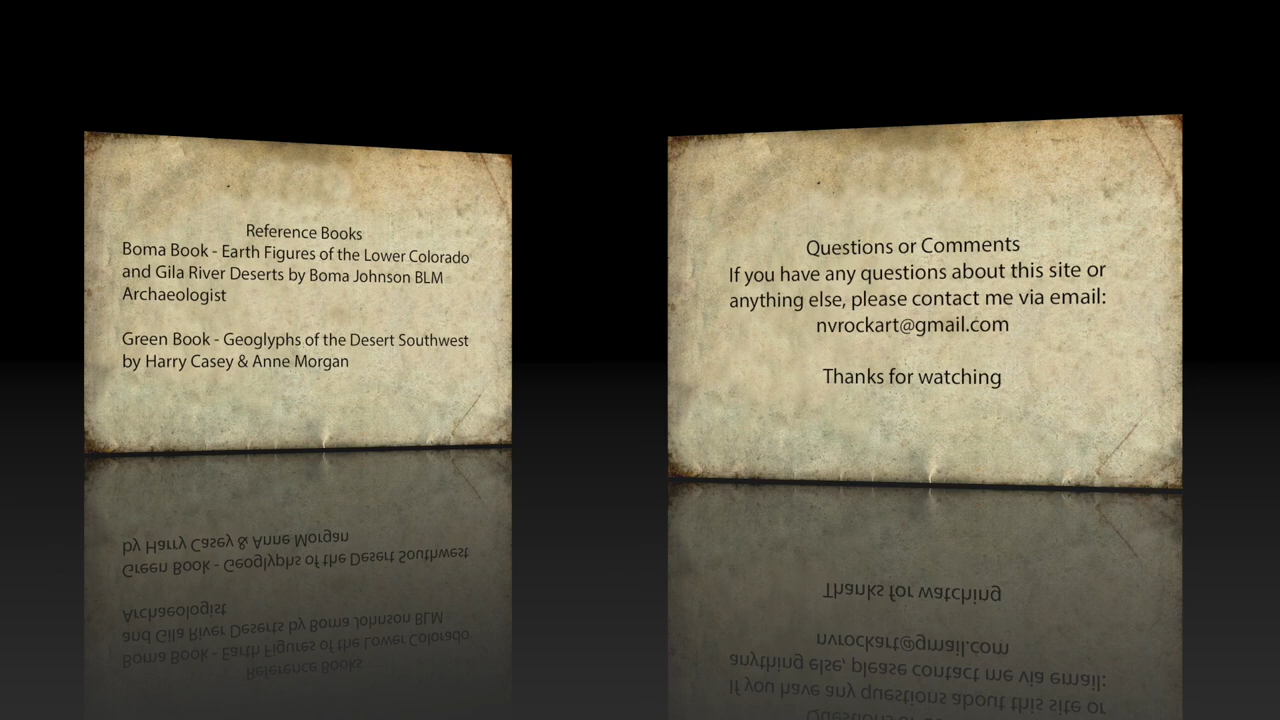 Reference Books
Boma Book - Earth Figures of the Lower Colorado
and Gila River Deserts by Boma Johnson BLM
Archaeologist
Green Book - Geoglyphs of the Desert Southwest
by Harry Casey & Anne Morgan
Questions or Comments
If you have any questions about this site or
anything else, please contact me via email:
nvrockart@gmail.com
Thanks for watching